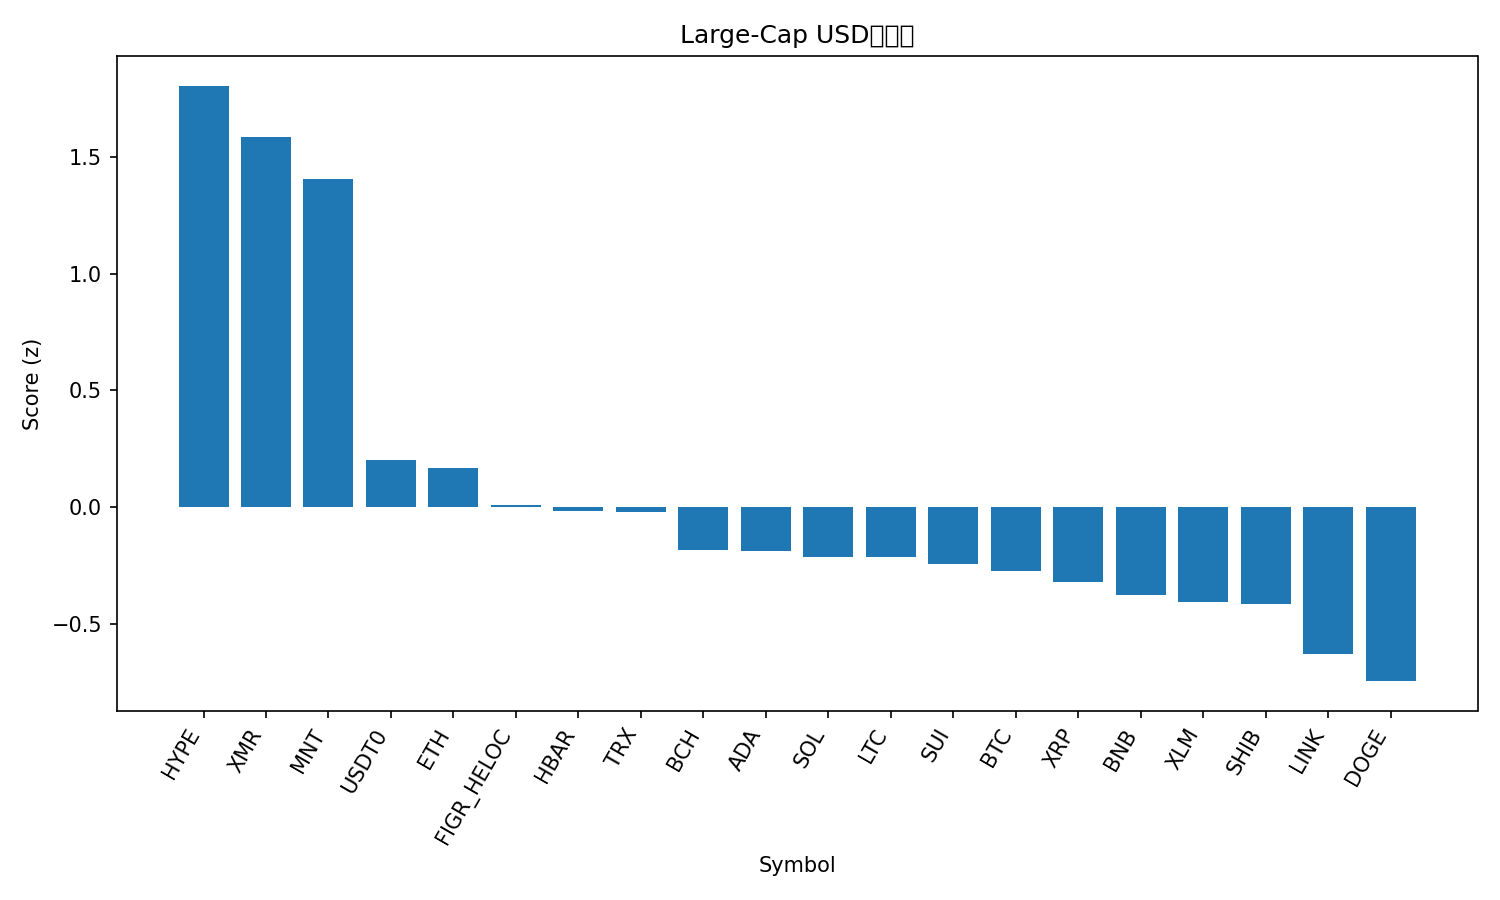 Large-Cap USD
Score (z)
1.5
1.0
0.5
0.0
−0.5
HYPE
XMR
MNT
USDT0
ETH
FIGR_HELOC
HBAR
TRX
BCH
ADA
SOL
LTC
SUI
BTC
XRP
BNB
XLM
SHIB
LINK
DOGE
Symbol